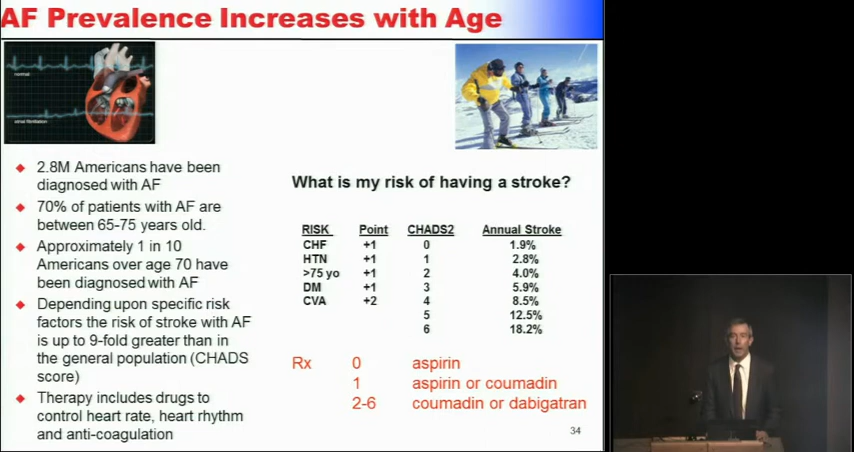 AF Prevalence Increases with Age
normal
atrial fibrillation
2.8M Americans have been
diagnosed with AF
70% of patients with AF are
between 65-75 years old.
Approximately 1 in 10
Americans over age 70 have
been diagnosed with AF
Depending upon specific risk
factors the risk of stroke with AF
is up to 9-fold greater than in
the general population (CHADS
score)
Therapy includes drugs to
control heart rate, heart rhythm
and anti-coagulation
What is my risk of having a stroke?
RISK Point CHADS2 Annual Stroke
CHF +1 0 1.9%
HTN +1 1 2.8%
>75 yo +1 2 4.0%
DM +1 3 5.9%
CVA +2 4 8.5%
5 12.5%
6 18.2%
Rx 0 aspirin
1 aspirin or coumadin
2-6 coumadin or dabigatran
34